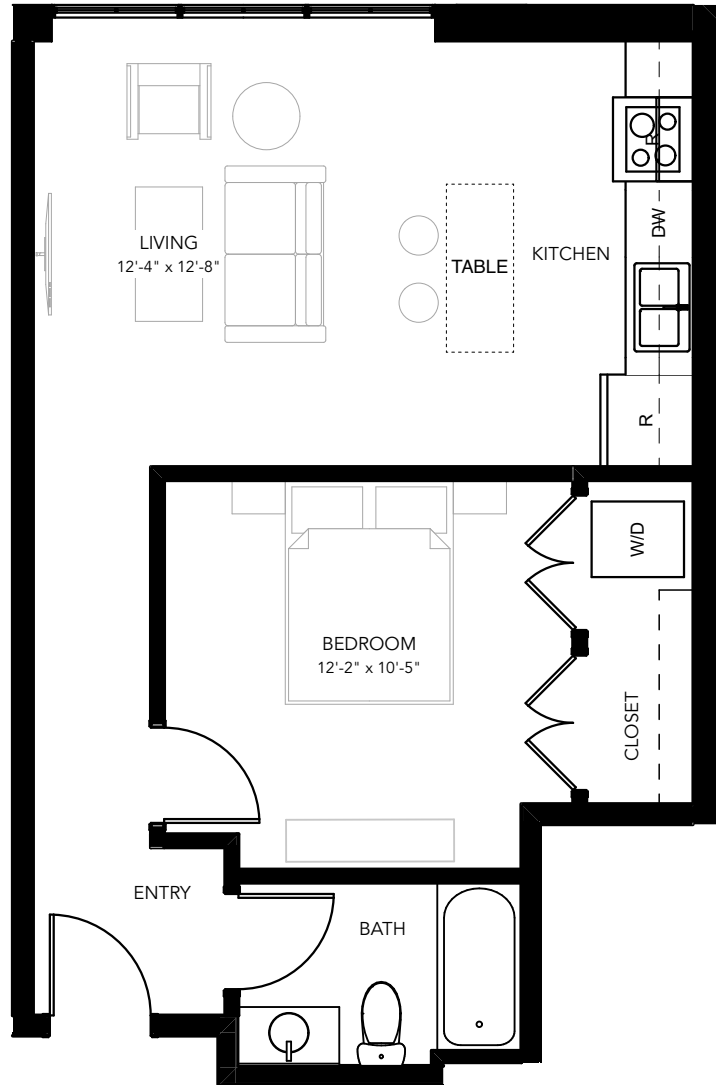 R
DW
LIVING
12'-4" x 12'-8"
TABLE
KITCHEN
R
W/D
BEDROOM
12'-2" x 10'-5"
CLOSET
ENTRY
BATH